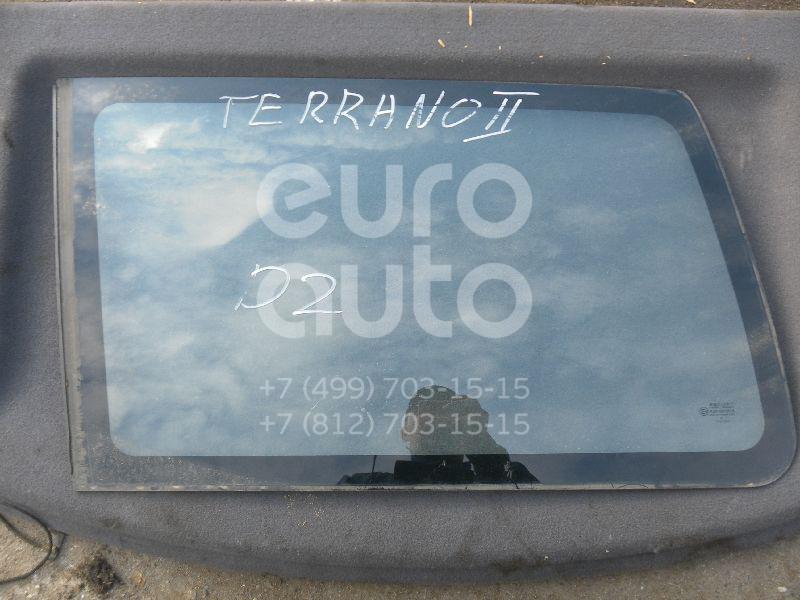 TERRANO II
euro
auto
D2
+7 (499) 703-15-15
+7 (812) 703-15-15